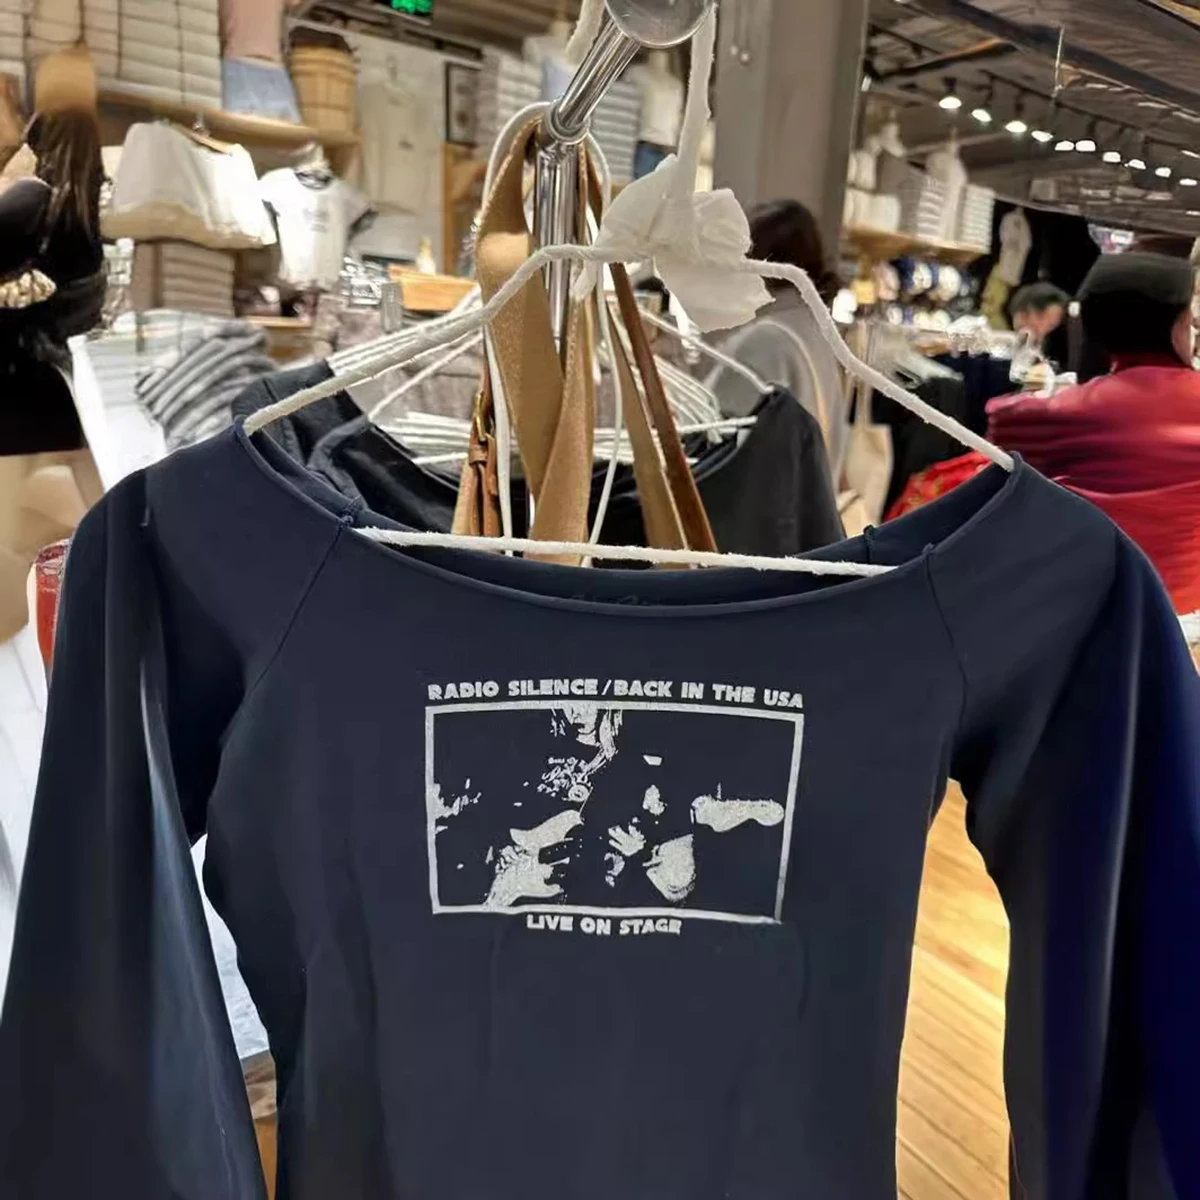 RADIO SILENCE/BACK IN THE USA
LIVE ON STAGE